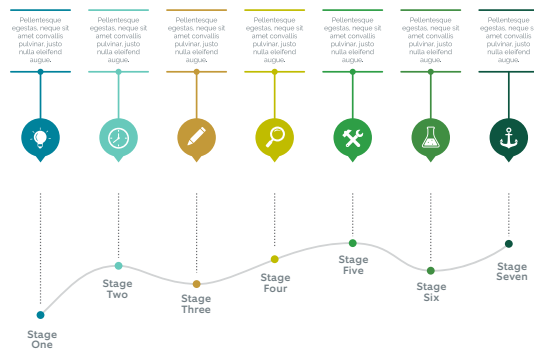 Pellentesque
egestas, neque sit
amet convallis
pulvinar, justo
nulla eleifend
augue.
Pellentesque
egestas, neque sit
amet convallis
pulvinar, justo
nulla eleifend
augue.
Pellentesque
egestas, neque sit
amet convallis
pulvinar, justo
nulla eleifend
augue.
Pellentesque
egestas, neque sit
amet convallis
pulvinar, justo
nulla eleifend
augue.
Pellentesque
egestas, neque sit
amet convallis
pulvinar, justo
nulla eleifend
augue.
Pellentesque
egestas, neque sit
amet convallis
pulvinar, justo
nulla eleifend
augue.
Pellentesque
egestas, neque sit
amet convallis
pulvinar, justo
nulla eleifend
augue.
Stage
One
Stage
Two
Stage
Three
Stage
Four
Stage
Five
Stage
Six
Stage
Seven